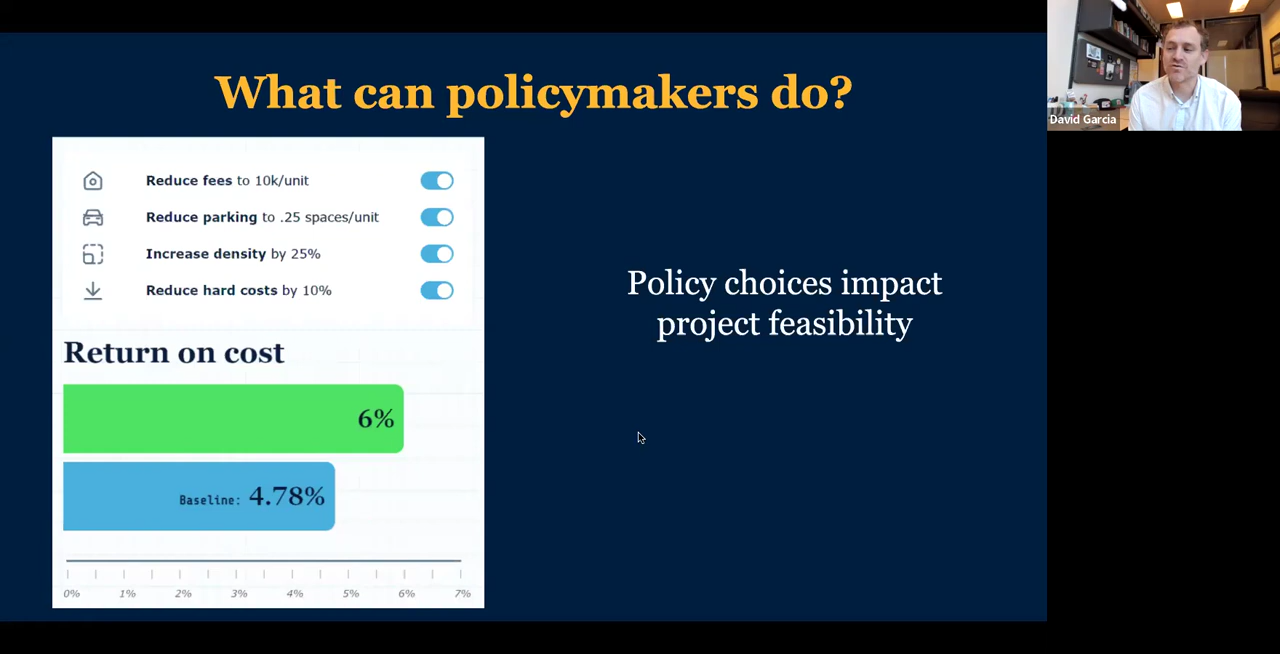 What can policymakers do?
Reduce fees to 10k/unit
Reduce parking to .25 spaces/unit
Increase density by 25%
Reduce hard costs by 10%
Return on cost
6%
Baseline: 4.78%
0% 1% 2% 3% 4% 5% 6% 7%
Policy choices impact
project feasibility
David Garcia